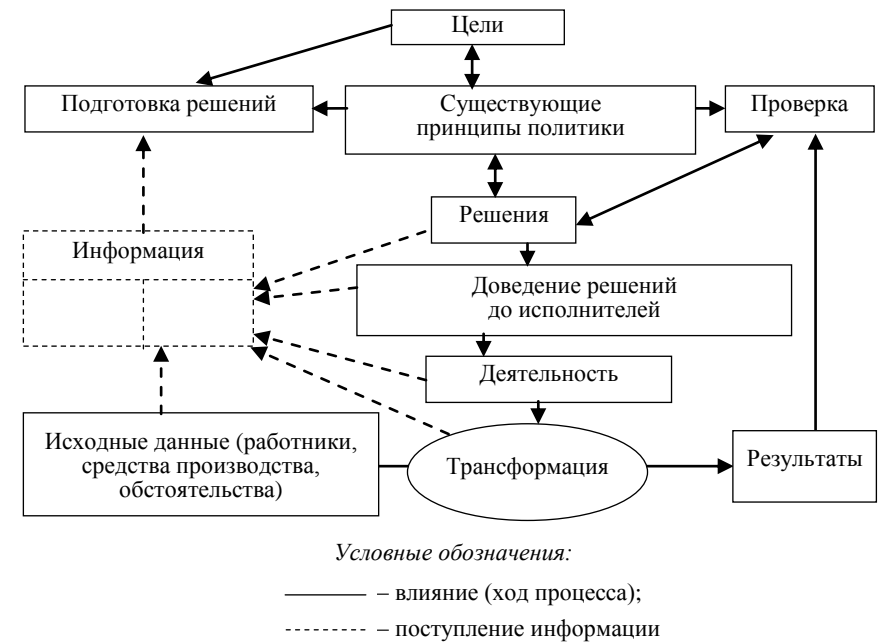 Цели
Подготовка решений
Существующие
принципы политики
Проверка
Решения
Информация
Доведение решений
до исполнителей
Деятельность
Исходные данные (работники,
средства производства,
обстоятельства)
Трансформация
Результаты
Условные обозначения:
– влияние (ход процесса);
– поступление информации